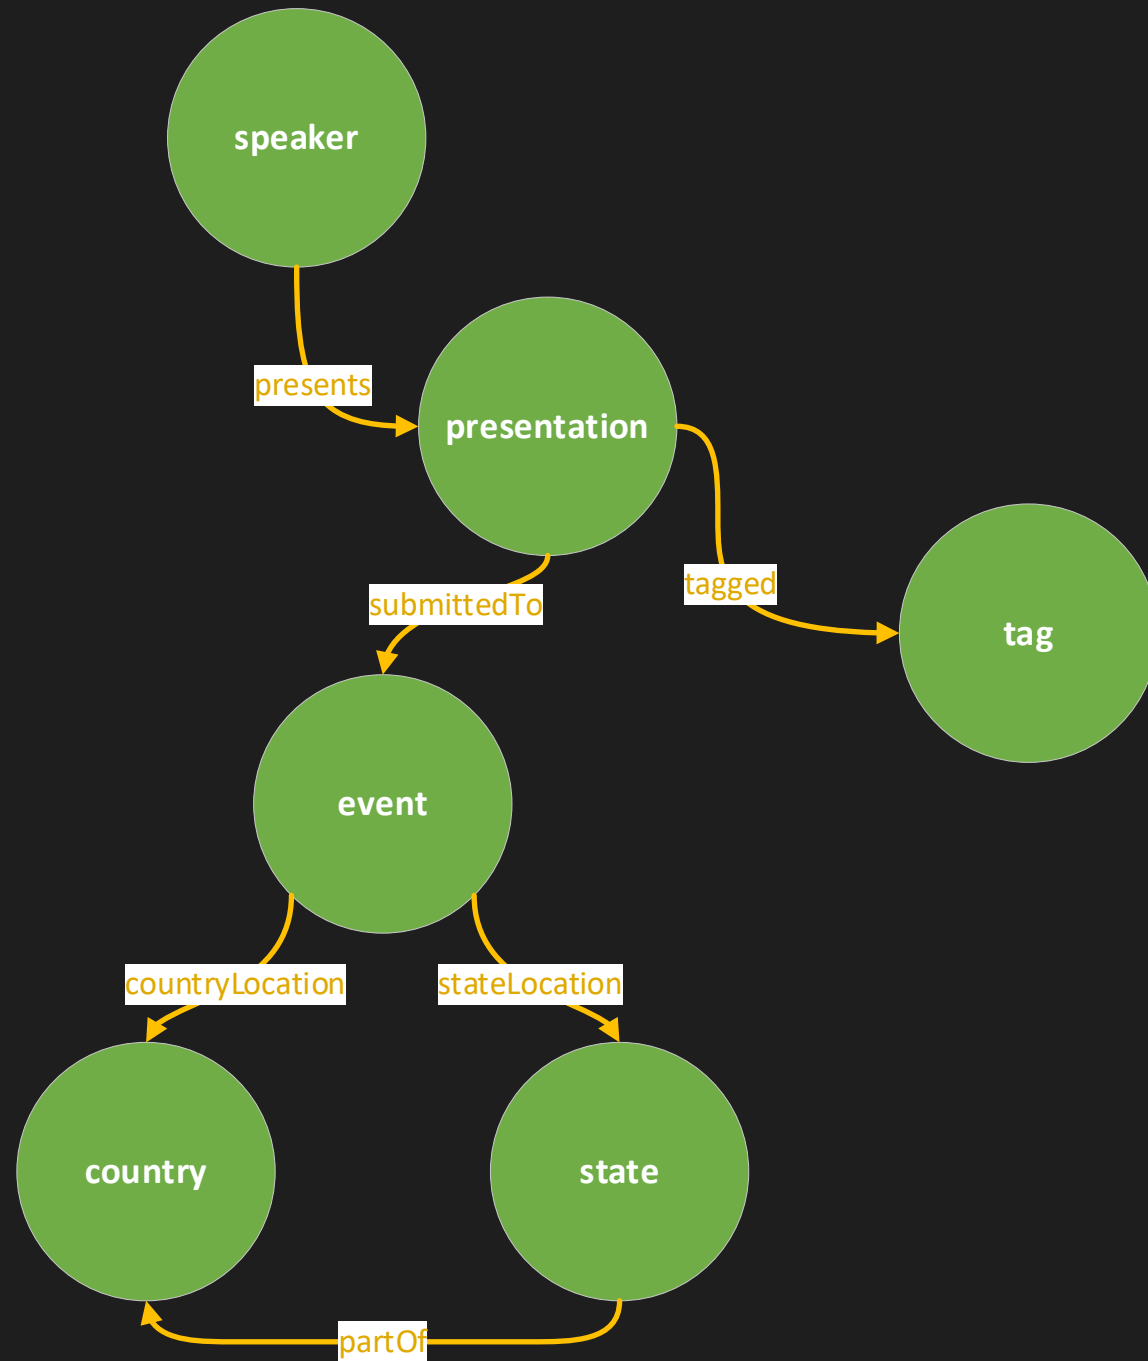 speaker
presents
presentation
tagged
submittedTo
tag
event
countryLocation
stateLocation
country
state
partOf